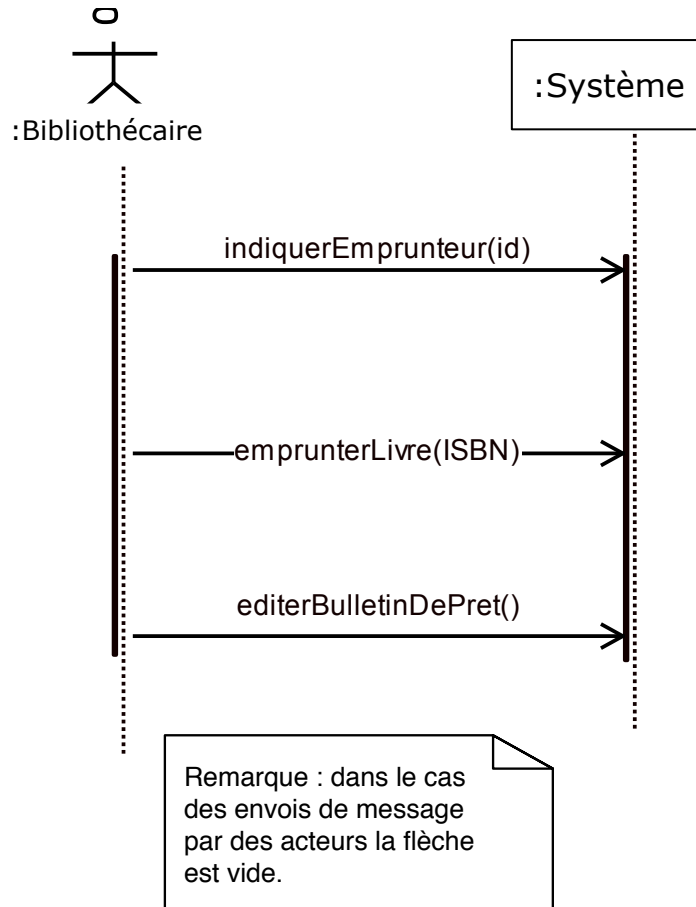 :Bibliothécaire
:Système
indiquerEmprunteur(id)
emprunterLivre(ISBN)
editerBulletinDePret()
Remarque : dans le cas
des envois de message
par des acteurs la flèche
est vide.